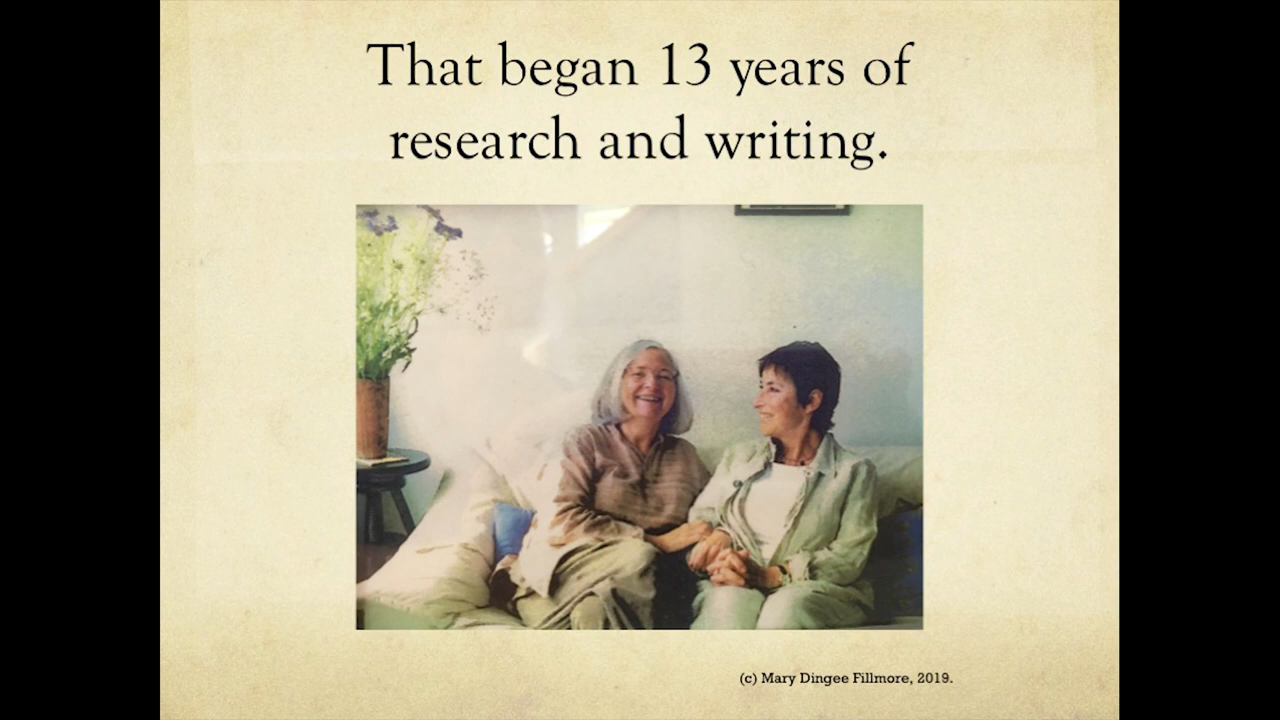 That began 13 years of
research and writing.
(c) Mary Dingee Fillmore, 2019.